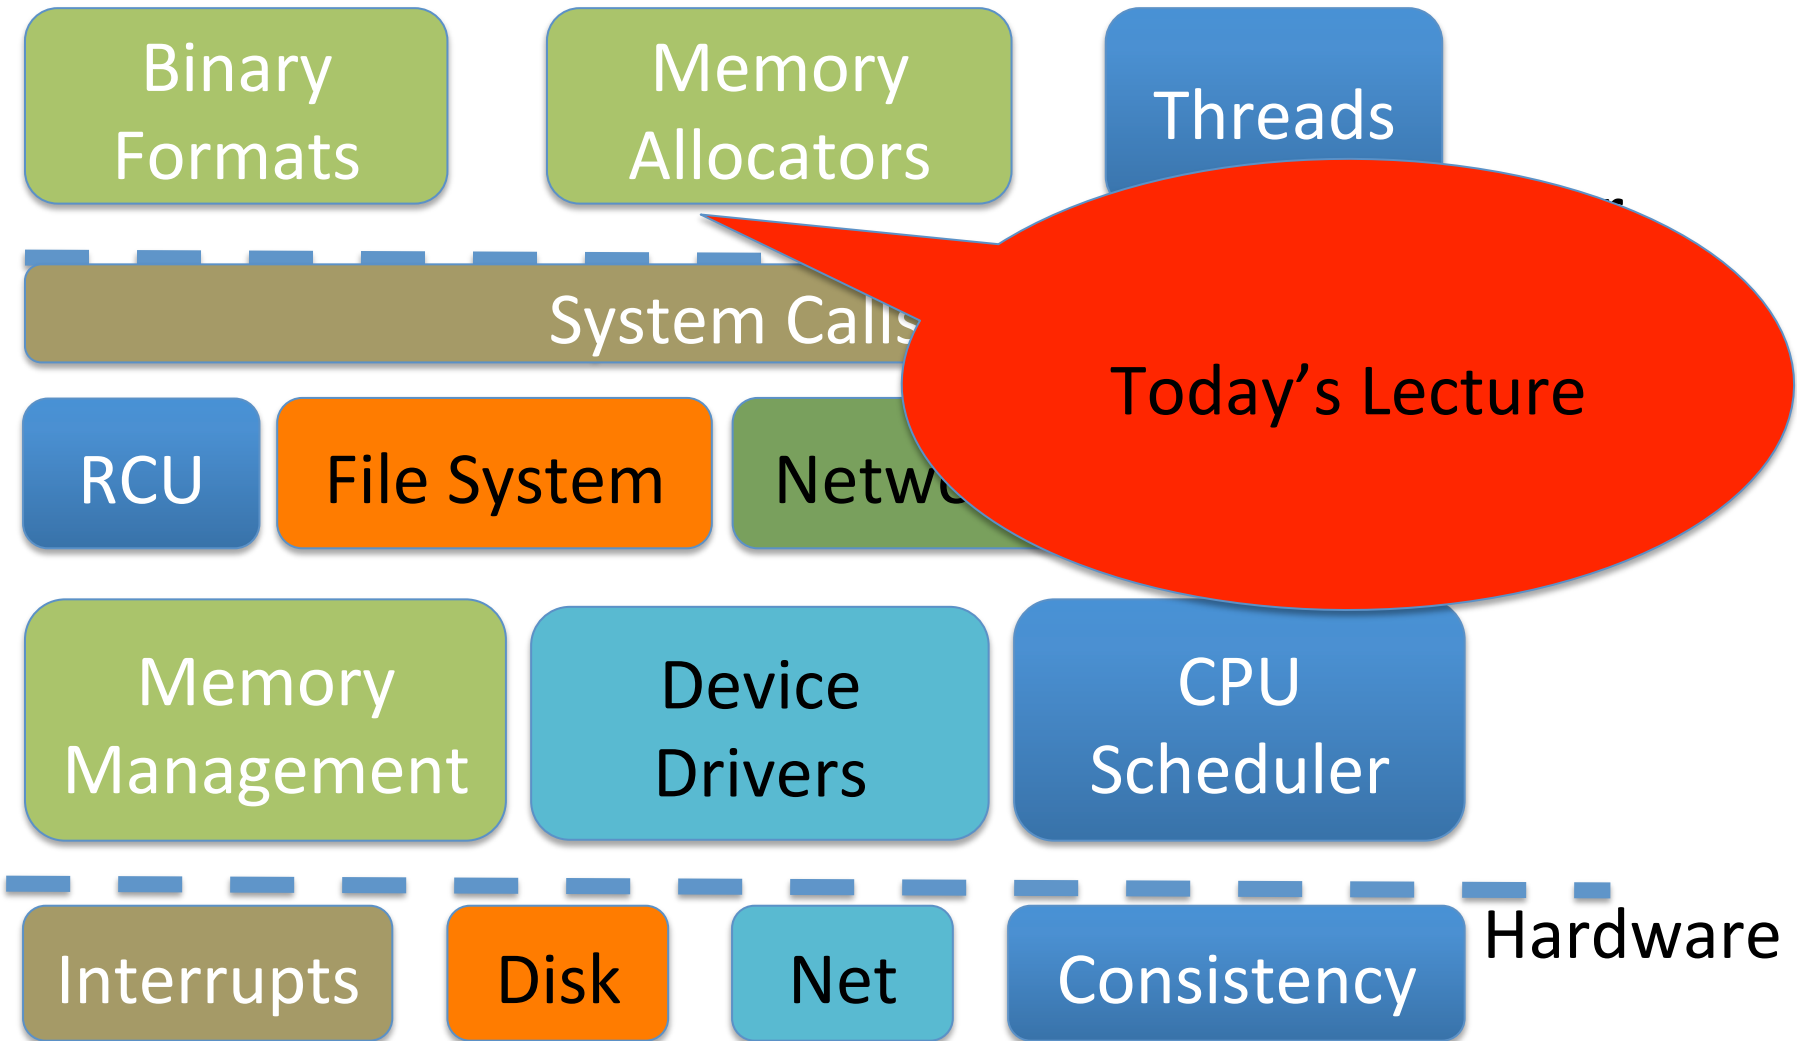 Binary
Formats
Memory
Allocators
Threads
System Calls
Today’s Lecture
RCU
File System
Memory
Management
Device
Drivers
CPU
Scheduler
Hardware
Interrupts
Disk
Net
Consistency